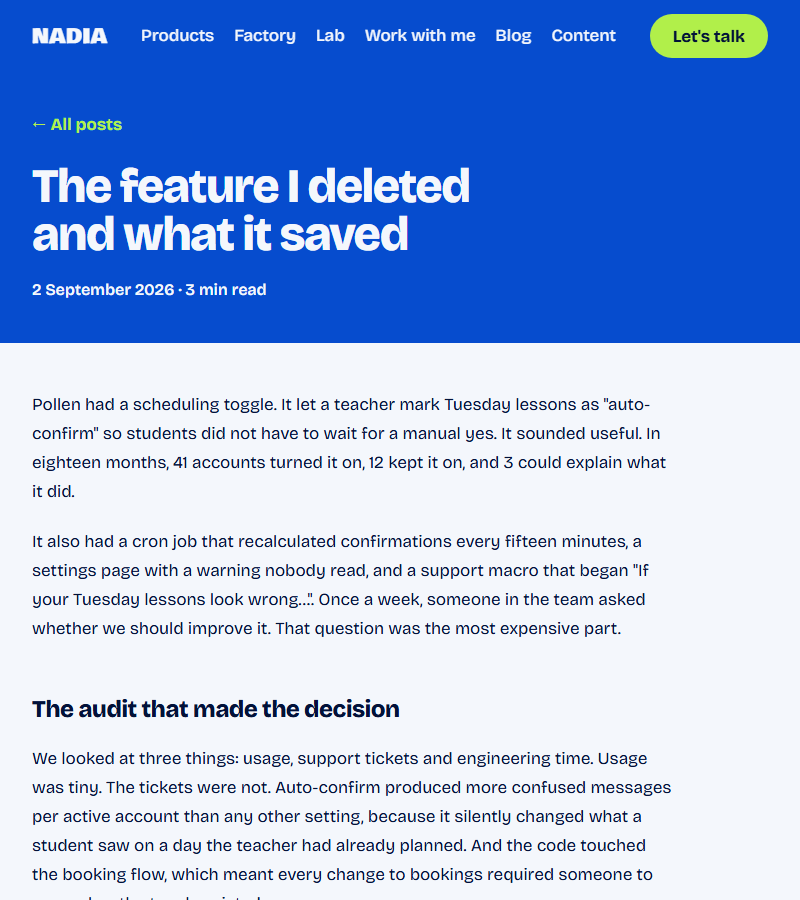 NADIA
Products
Factory
Lab
Work with me
Blog
Content
Let's talk
← All posts
The feature I deleted
and what it saved
2 September 2026 · 3 min read
Pollen had a scheduling toggle. It let a teacher mark Tuesday lessons as "auto-
confirm" so students did not have to wait for a manual yes. It sounded useful. In
eighteen months, 41 accounts turned it on, 12 kept it on, and 3 could explain what
it did.
It also had a cron job that recalculated confirmations every fifteen minutes, a
settings page with a warning nobody read, and a support macro that began "If
your Tuesday lessons look wrong...". Once a week, someone in the team asked
whether we should improve it. That question was the most expensive part.
The audit that made the decision
We looked at three things: usage, support tickets and engineering time. Usage
was tiny. The tickets were not. Auto-confirm produced more confused messages
per active account than any other setting, because it silently changed what a
student saw on a day the teacher had already planned. And the code touched
the booking flow, which meant every change to bookings required someone to